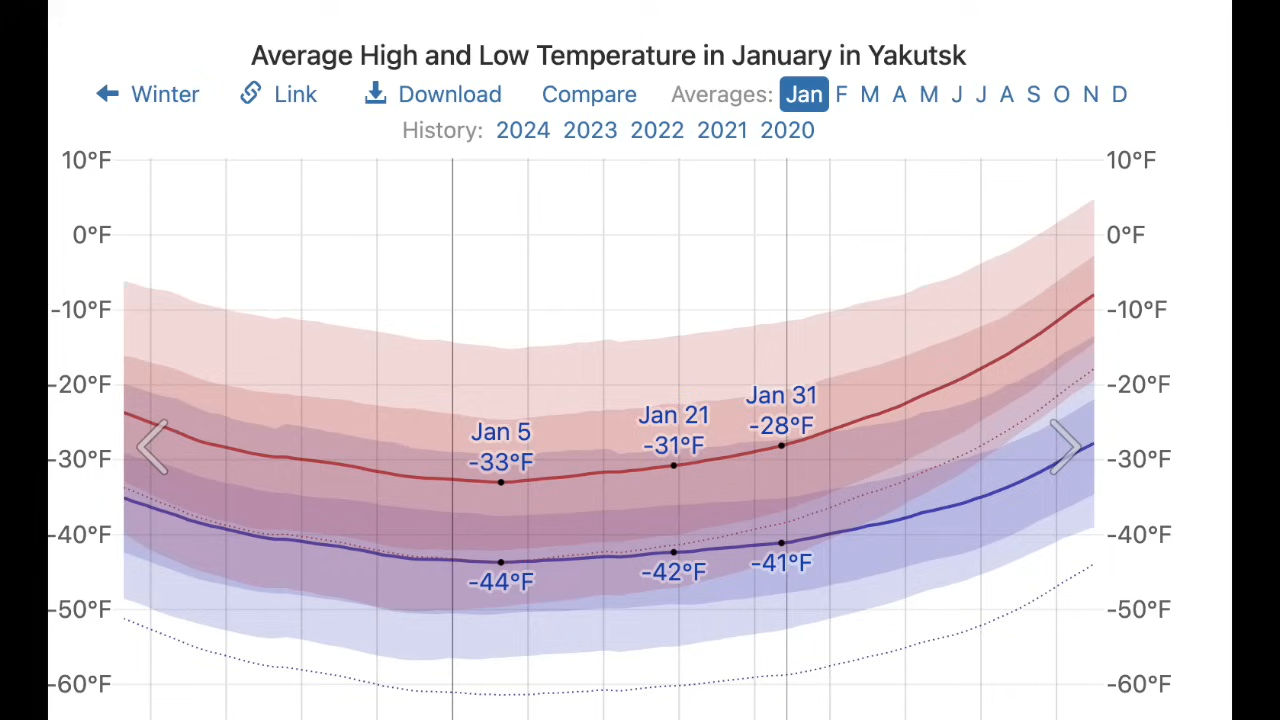 Average High and Low Temperature in January in Yakutsk
Winter Link Download Compare Averages: Jan F M A M J J A S O N D
History: 2024 2023 2022 2021 2020
10°F 10°F
0°F 0°F
-10°F -10°F
-20°F -20°F
Jan 31
-28°F
Jan 21
-31°F
Jan 5
-33°F
-30°F -30°F
-40°F -40°F
-41°F
-42°F
-44°F
-50°F -50°F
-60°F -60°F